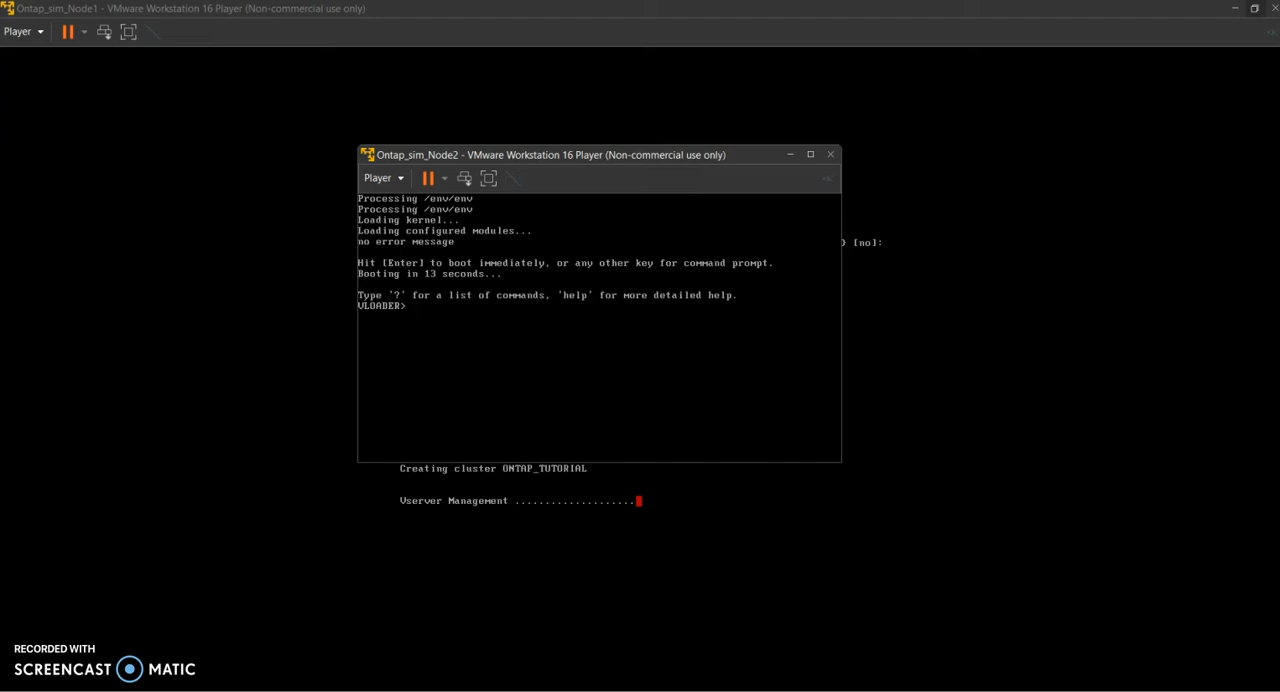 Ontap_sim_Node1 - VMware Workstation 16 Player (Non-commercial use only)
Player
Ontap_sim_Node2 - VMware Workstation 16 Player (Non-commercial use only)
Player
Processing /env/env
Processing /env/env
Loading kernel...
Loading configured modules...
no error message
} [no]:
Hit [Enter] to boot immediately, or any other key for command prompt.
Booting in 13 seconds...
Type '?' for a list of commands, 'help' for more detailed help.
VLOADER>
Creating cluster ONTAP_TUTORIAL
Vserver Management ....................
RECORDED WITH
SCREENCAST MATIC